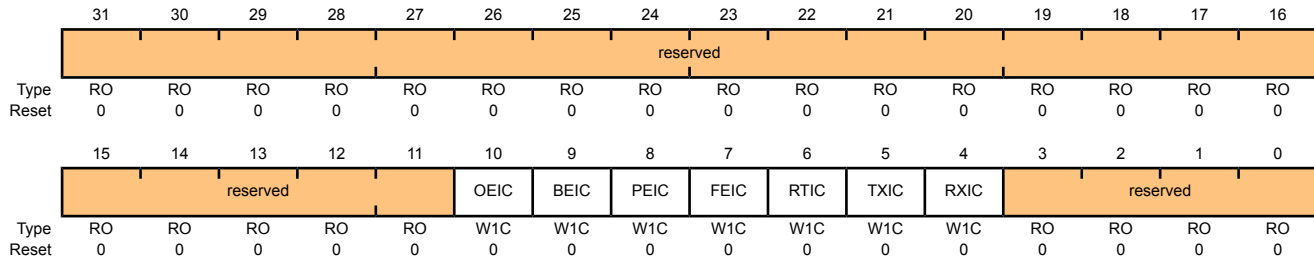 31 30 29 28 27 26 25 24 23 22 21 20 19 18 17 16
reserved
Type RO RO RO RO RO RO RO RO RO RO RO RO RO RO RO RO
Reset 0 0 0 0 0 0 0 0 0 0 0 0 0 0 0 0
15 14 13 12 11 10 9 8 7 6 5 4 3 2 1 0
reserved OEIC BEIC PEIC FEIC RTIC TXIC RXIC reserved
Type RO RO RO RO RO W1C W1C W1C W1C W1C W1C W1C RO RO RO RO
Reset 0 0 0 0 0 0 0 0 0 0 0 0 0 0 0 0